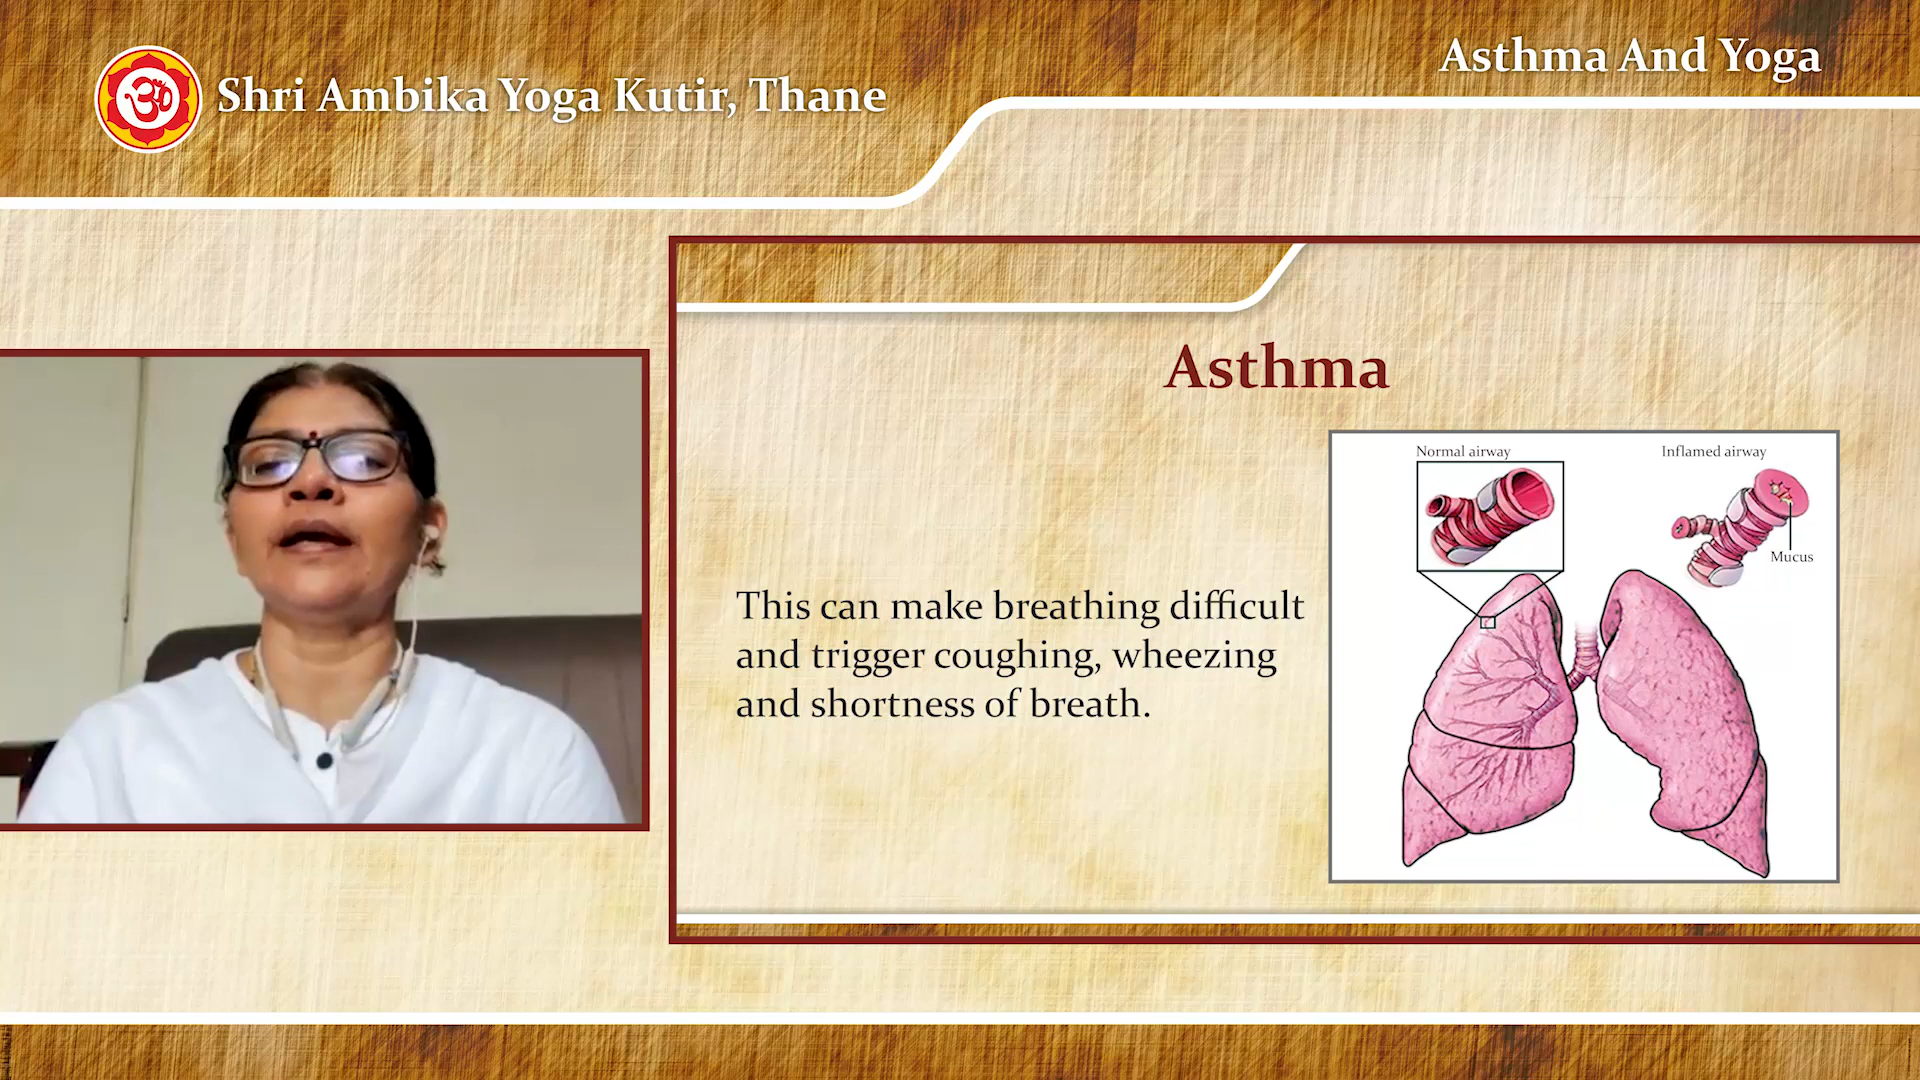 ॐ
Shri Ambika Yoga Kutir, Thane
Asthma And Yoga
Asthma
This can make breathing difficult
and trigger coughing, wheezing
and shortness of breath.
Normal airway
Inflamed airway
Mucus